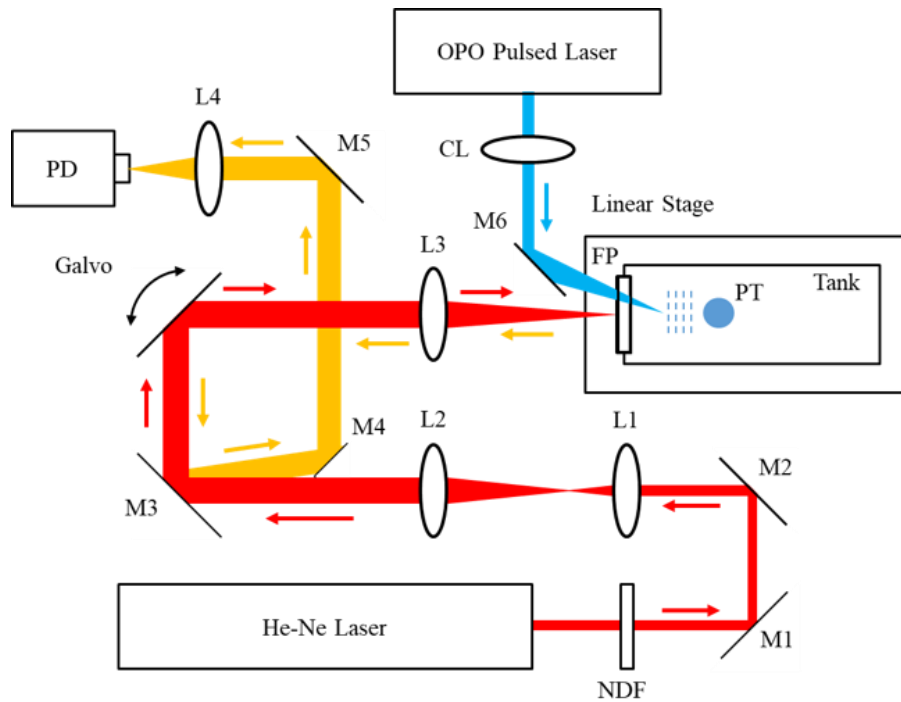 OPO Pulsed Laser
L4
M5
CL
PD
Linear Stage
M6
FP
L3
Galvo
PT
Tank
L2
L1
M4
M2
M3
He-Ne Laser
M1
NDF